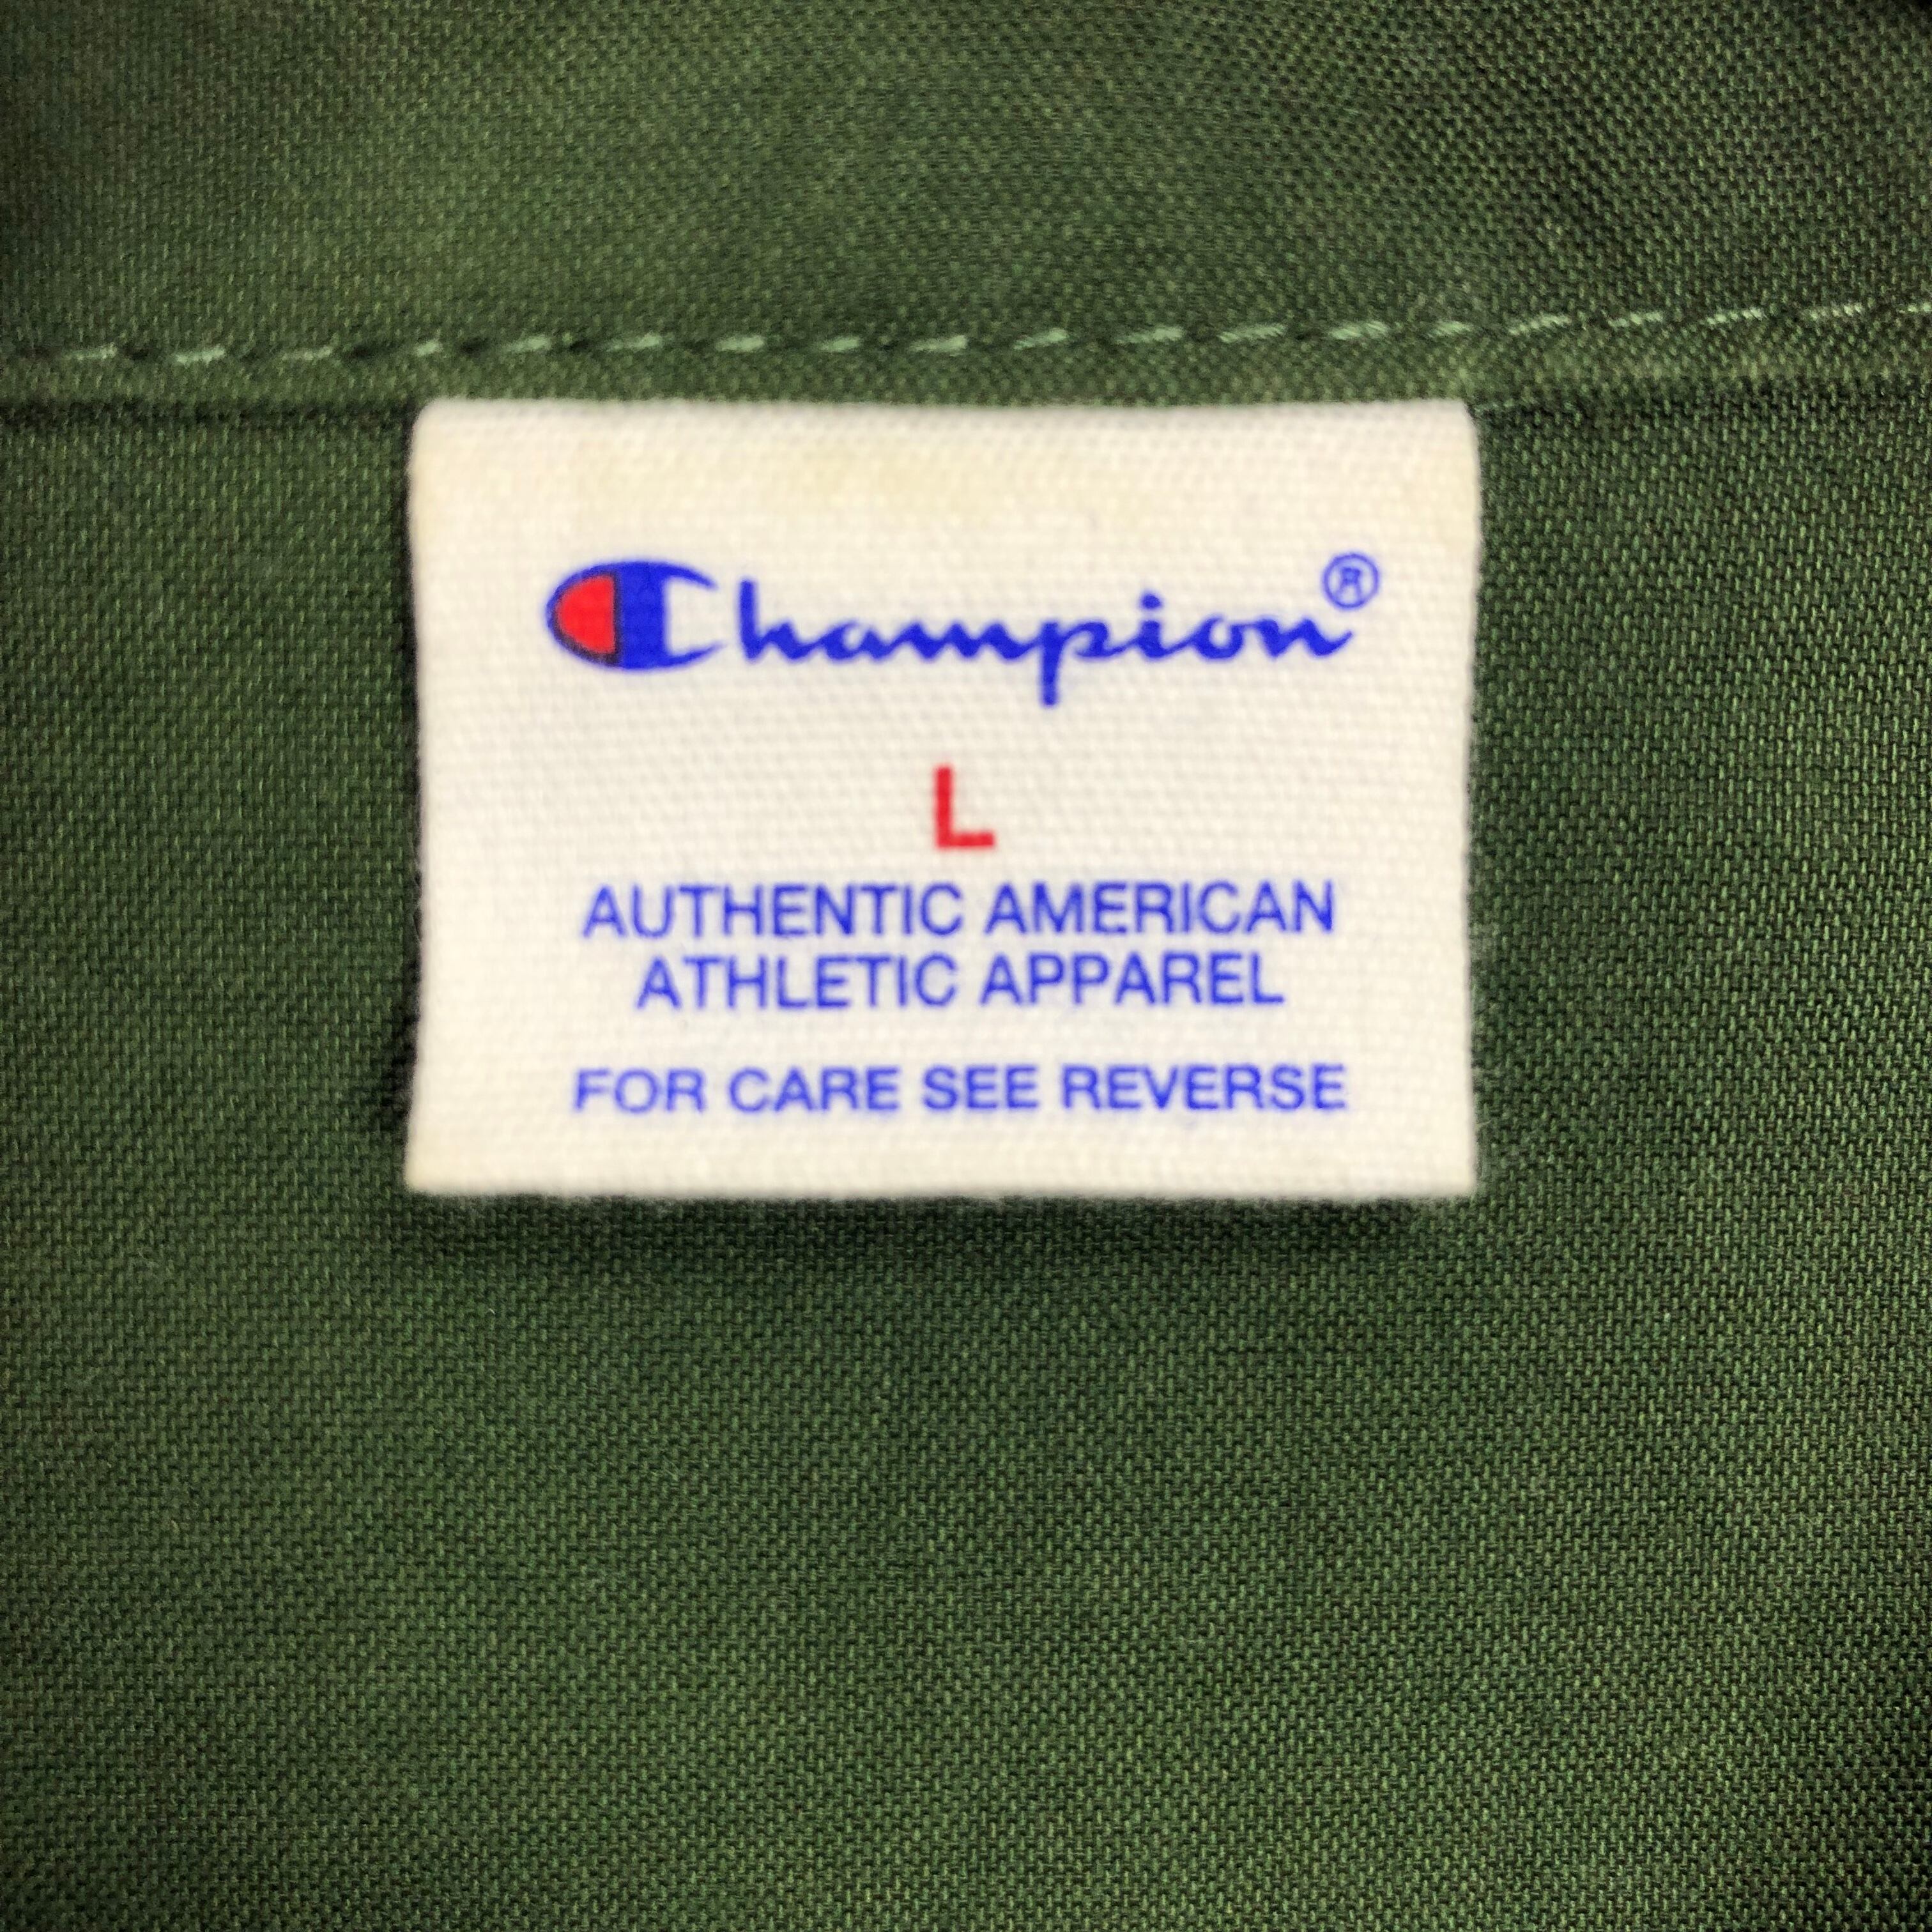 Champion®
L
AUTHENTIC AMERICAN
ATHLETIC APPAREL
FOR CARE SEE REVERSE